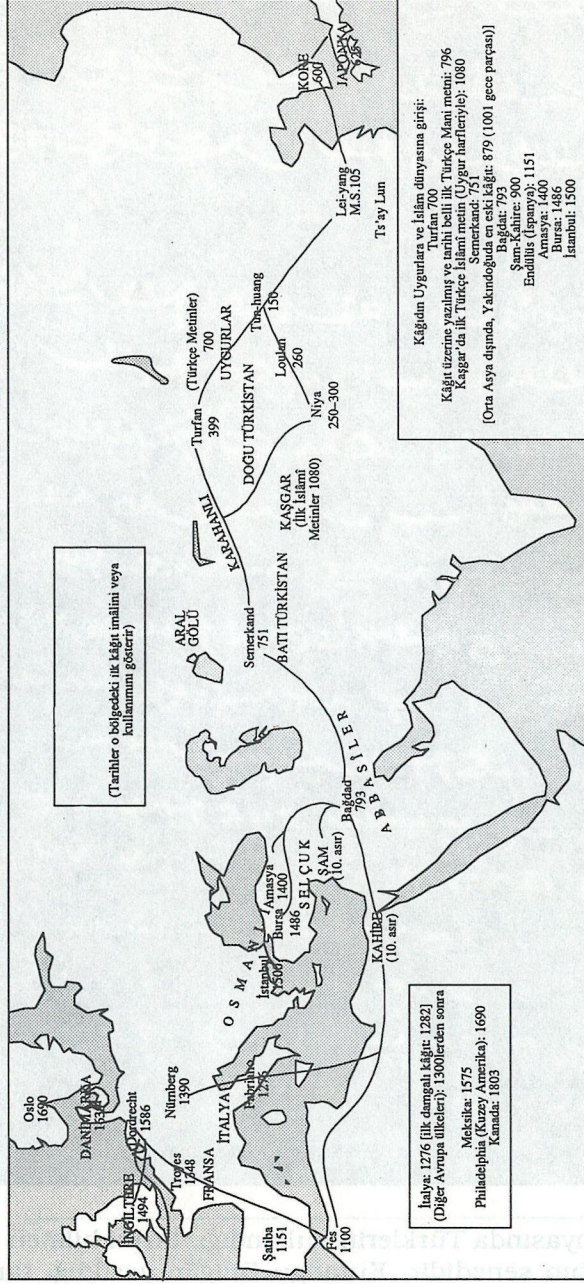 (Tarihler o bölgedeki ilk kâğıt imâlini veya
kullanımını gösterir)
Oslo
1690
DANİMARKA
Dordrecht
1586
İNGİLTERE
1494
Nürnberg
1390
Troyes
1348
FRANSA
İTALYA
Fabriano
1276
Şatiba
1151
Fes
1100
OSMANLI
İstanbul
1500
Bursa
1486
Amasya
1400
SELÇUK
ŞAM
(10. asır)
KAHİRE
(10. asır)
Bağdad
793
ABBASİLER
ARAL
GÖLÜ
Semerkand
751
BATI TÜRKİSTAN
KARAHANLI
KAŞGAR
(İlk İslâmî
Metinler 1080)
DOĞU TÜRKİSTAN
Turfan
399
(Türkçe Metinler)
700
UYGURLAR
Tun-huang
150
Loulan
260
Niya
250–300
Lei-yang
M.S.105
Ts'ay Lun
KORE
600
JAPONYA
625
İtalya: 1276 [ilk damgalı kâğıt: 1282]
(Diğer Avrupa ülkeleri): 1300lerden sonra
Meksika: 1575
Philadelphia (Kuzey Amerika): 1690
Kanada: 1803
Kâğıdın Uygurlara ve İslâm dünyasına girişi:
Turfan 700
Kâğıt üzerine yazılmış ve tarihi belli ilk Türkçe Mani metni: 796
Kaşgar'da ilk Türkçe İslâmî metin (Uygur harfleriyle): 1080
Semerkand: 751
Bağdat: 793
Şam-Kahire: 900
Endülüs (İspanya): 1151
Amasya: 1400
Bursa: 1486
İstanbul: 1500
[Orta Asya dışında, Yakındoğuda en eski kâğıt: 879 (1001 gece parçası)]